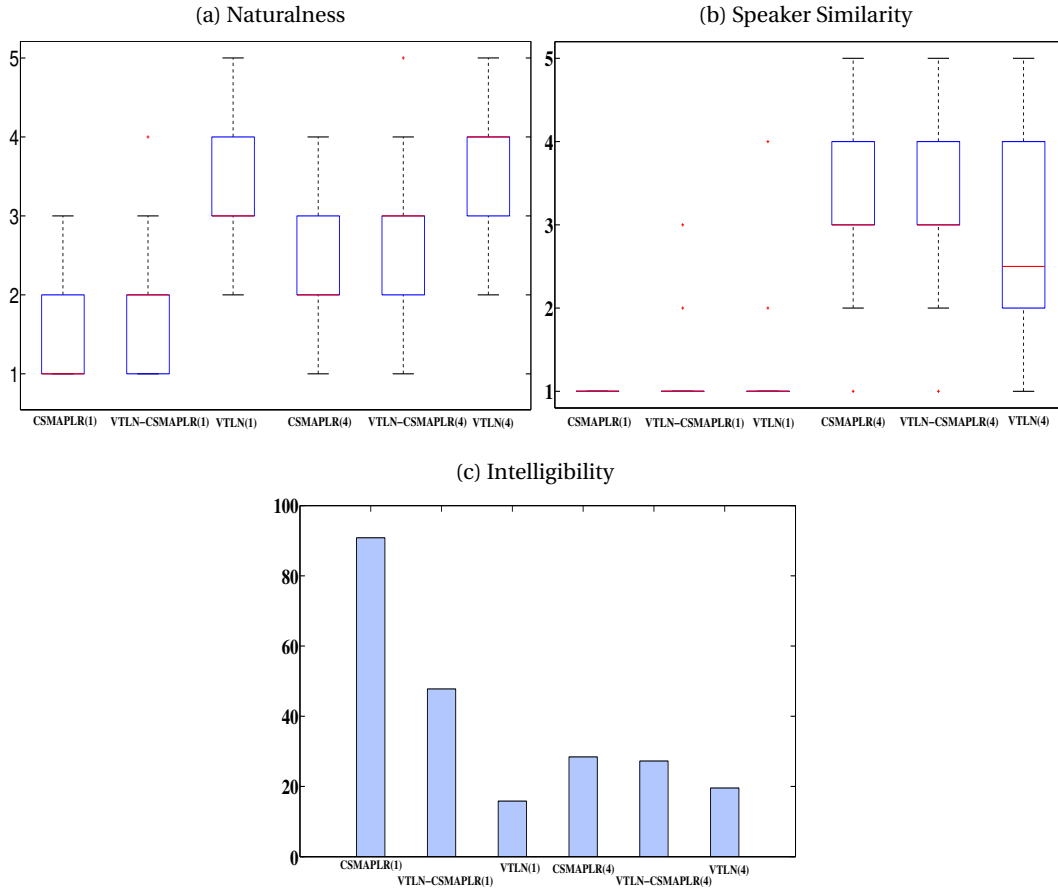 (a) Naturalness
5
4
3
2
1
CSMAPLR(1) VTLN-CSMAPLR(1) VTLN(1) CSMAPLR(4) VTLN-CSMAPLR(4) VTLN(4)
(b) Speaker Similarity
5
4
3
2
1
CSMAPLR(1) VTLN-CSMAPLR(1) VTLN(1) CSMAPLR(4) VTLN-CSMAPLR(4) VTLN(4)
(c) Intelligibility
100
80
60
40
20
0
CSMAPLR(1) VTLN(1) CSMAPLR(4) VTLN(4)
VTLN-CSMAPLR(1) VTLN-CSMAPLR(4)